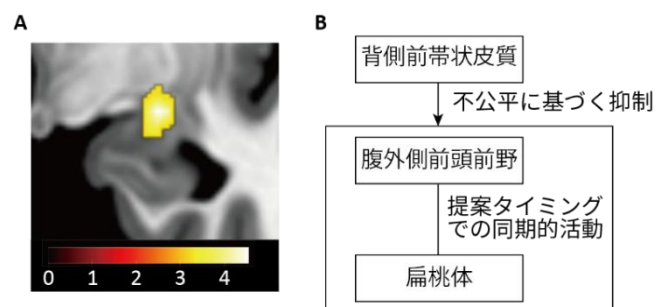 A
0 1 2 3 4
B
背側前帯状皮質
不公平に基づく抑制
腹外側前頭前野
提案タイミング
での同期的活動
扁桃体